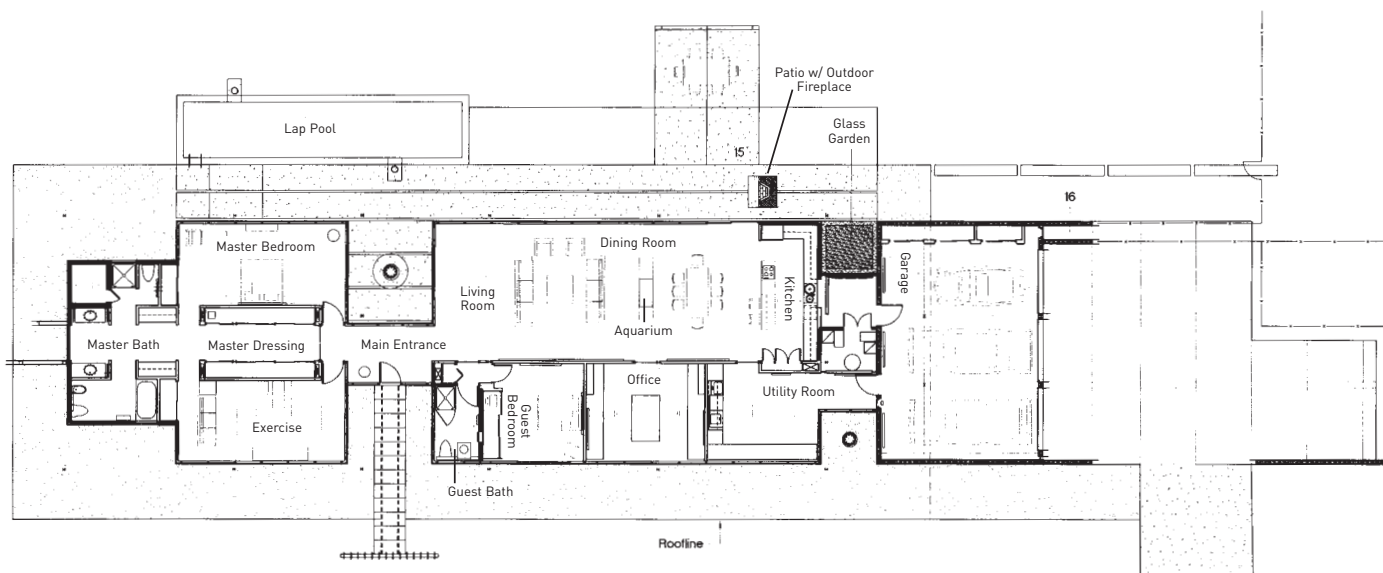 Patio w/ Outdoor
Fireplace
Lap Pool
Glass
Garden
15'
16
Master Bedroom
Dining Room
Garage
Kitchen
Living
Room
Aquarium
Master Bath
Master Dressing
Main Entrance
Office
Utility Room
Guest
Bedroom
Exercise
Guest Bath
Roofline